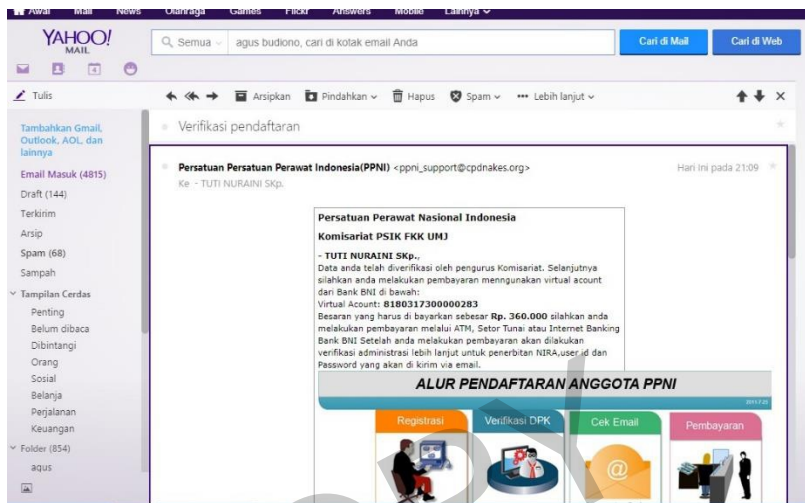 Awal Mail News Olahraga Games Flickr Answers Mobile Lainnya
YAHOO!
MAIL
Semua agus budiono, cari di kotak email Anda Cari di Mail Cari di Web
4
Tulis Arsipkan Pindahkan Hapus Spam Lebih lanjut
Tambahkan Gmail,
Outlook, AOL, dan
lainnya
Email Masuk (4815)
Draft (144)
Terkirim
Arsip
Spam (68)
Sampah
Tampilan Cerdas
Penting
Belum dibaca
Dibintangi
Orang
Sosial
Belanja
Perjalanan
Keuangan
Folder (854)
agus
Verifikasi pendaftaran
Persatuan Persatuan Perawat Indonesia(PPNI) <ppni_support@cpdnakes.org> Hari ini pada 21:09
Ke - TUTI NURAINI SKp.
Persatuan Perawat Nasional Indonesia
Komisariat PSIK FKK UMJ
- TUTI NURAINI SKp.,
Data anda telah diverifikasi oleh pengurus Komisariat. Selanjutnya
silahkan anda melakukan pembayaran menngunakan virtual acount
dari Bank BNI di bawah:
Virtual Acount: 8180317300000283
Besaran yang harus di bayarkan sebesar Rp. 360.000 silahkan anda
melakukan pembayaran melalui ATM, Setor Tunai atau Internet Banking
Bank BNI Setelah anda melakukan pembayaran akan dilakukan
verifikasi administrasi lebih lanjut untuk penerbitan NIRA,user id dan
Password yang akan di kirim via email.
ALUR PENDAFTARAN ANGGOTA PPNI
Registrasi Verifikasi DPK Cek Email Pembayaran
@